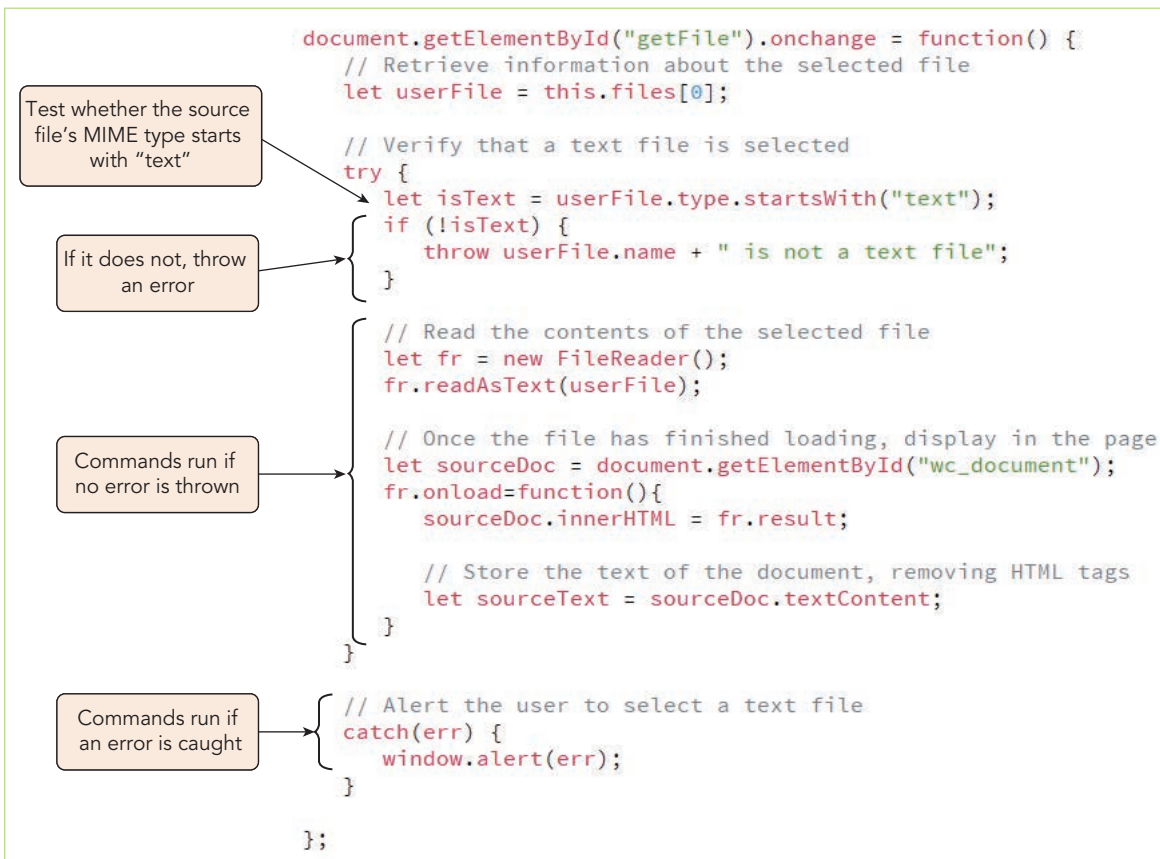 document.getElementById("getFile").onchange = function() {
// Retrieve information about the selected file
let userFile = this.files[0];
Test whether the source
file's MIME type starts
with “text”
// Verify that a text file is selected
try {
let isText = userFile.type.startsWith("text");
if (!isText) {
throw userFile.name + " is not a text file";
}
If it does not, throw
an error
// Read the contents of the selected file
let fr = new FileReader();
fr.readAsText(userFile);
// Once the file has finished loading, display in the page
let sourceDoc = document.getElementById("wc_document");
fr.onload=function(){
sourceDoc.innerHTML = fr.result;
// Store the text of the document, removing HTML tags
let sourceText = sourceDoc.textContent;
}
}
Commands run if
no error is thrown
// Alert the user to select a text file
catch(err) {
window.alert(err);
}
Commands run if
an error is caught
};